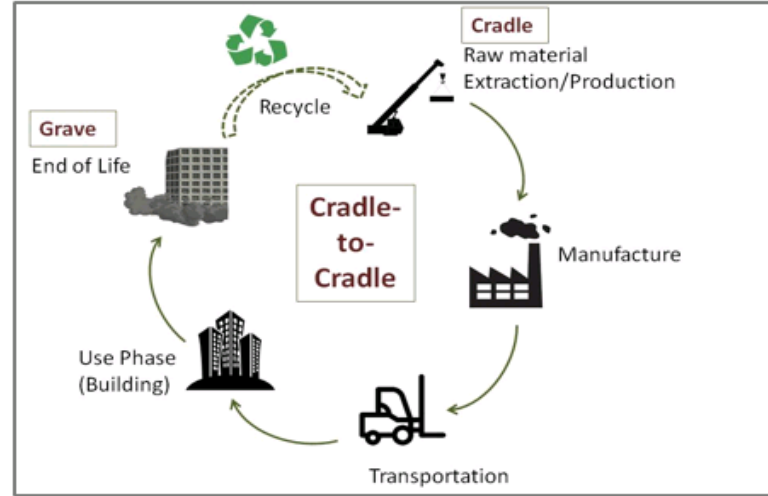 Cradle
Raw material
Extraction/Production
Recycle
Grave
End of Life
Cradle-
to-
Cradle
Manufacture
Use Phase
(Building)
Transportation